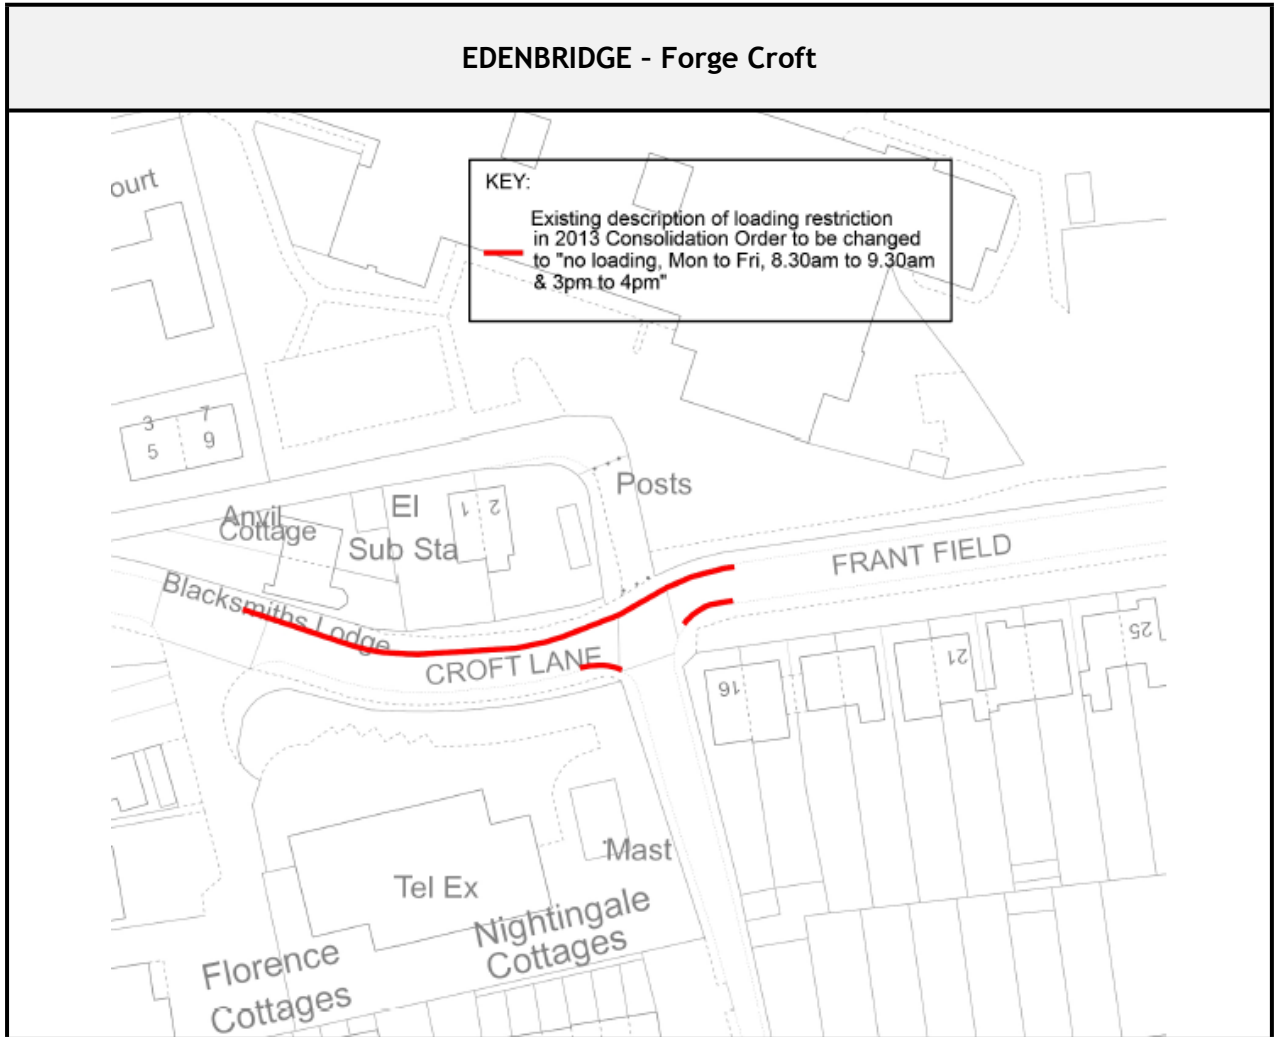 EDENBRIDGE – Forge Croft
KEY:
Existing description of loading restriction
in 2013 Consolidation Order to be changed
to "no loading, Mon to Fri, 8.30am to 9.30am
& 3pm to 4pm"
ourt
3 7
5 9
Anvil
Cottage
El
Sub Sta
1 2
Posts
Blacksmiths Lodge
CROFT LANE
FRANT FIELD
16
21
25
Mast
Tel Ex
Nightingale
Cottages
Florence
Cottages